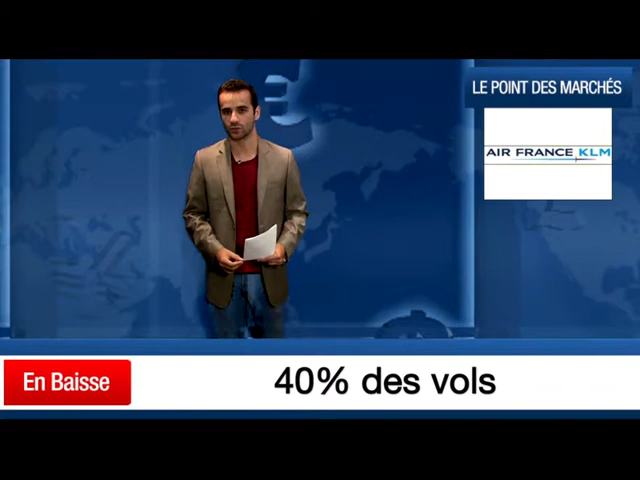 LE POINT DES MARCHÉS
AIR FRANCE KLM
En Baisse
40% des vols